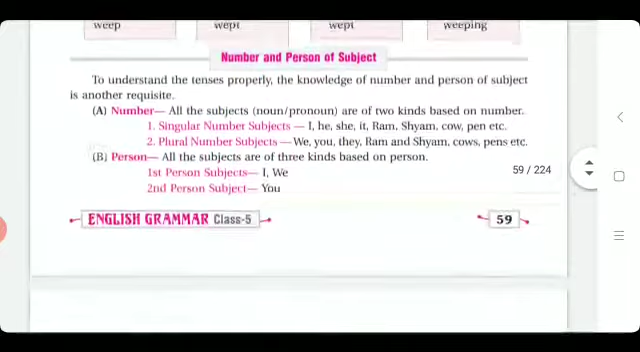 weep wept wept weeping
Number and Person of Subject
To understand the tenses properly, the knowledge of number and person of subject
is another requisite.
(A) Number— All the subjects (noun/pronoun) are of two kinds based on number.
1. Singular Number Subjects — I, he, she, it, Ram, Shyam, cow, pen etc.
2. Plural Number Subjects — We, you, they, Ram and Shyam, cows, pens etc.
(B) Person— All the subjects are of three kinds based on person.
1st Person Subjects— I, We
59 / 224
2nd Person Subject— You
ENGLISH GRAMMAR Class-5 59